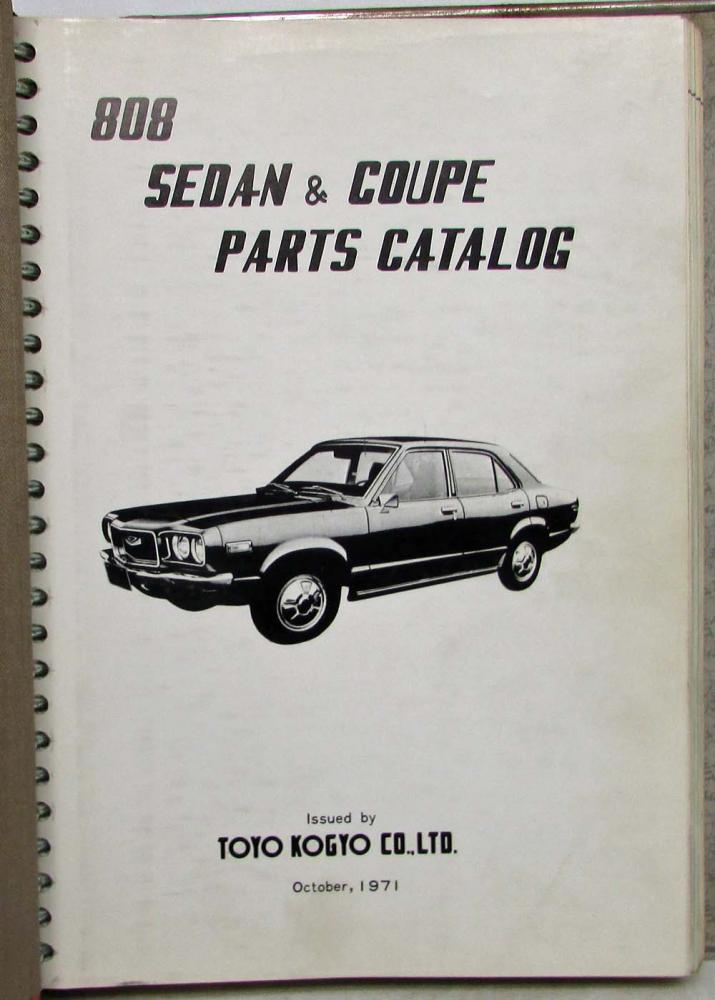 808
SEDAN & COUPE
PARTS CATALOG
Issued by
TOYO KOGYO CO.,LTD.
October, 1971